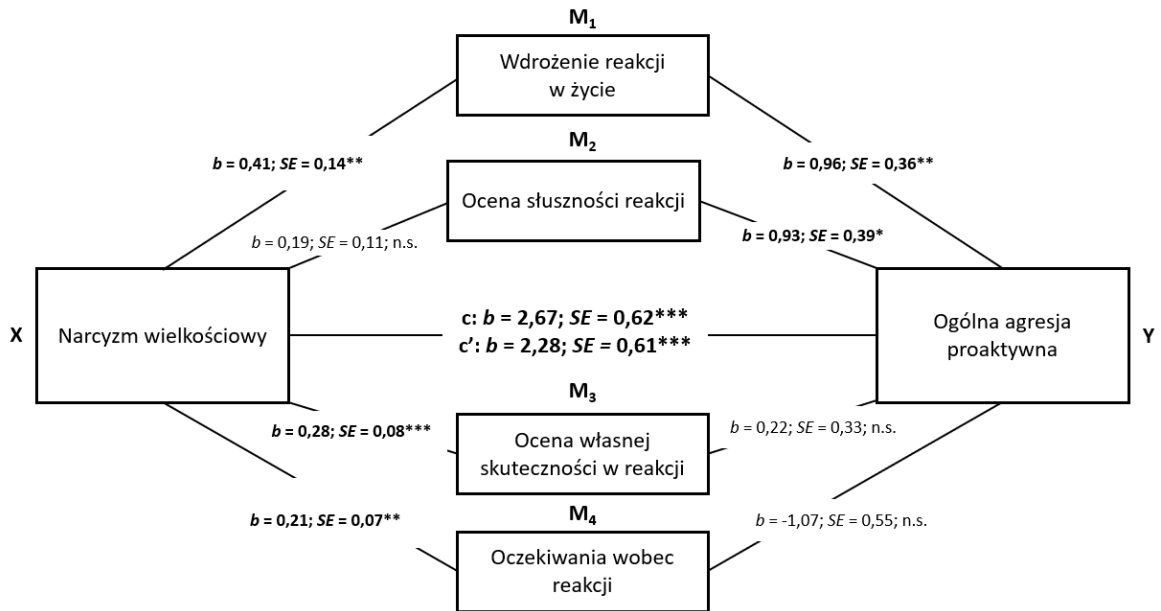 M1
Wdrożenie reakcji
w życie
b = 0,41; SE = 0,14**
b = 0,96; SE = 0,36**
M2
Ocena słuszności reakcji
b = 0,19; SE = 0,11; n.s.
b = 0,93; SE = 0,39*
X
Narcyzm wielkościowy
c: b = 2,67; SE = 0,62***
c’: b = 2,28; SE = 0,61***
Ogólna agresja
proaktywna
Y
M3
Ocena własnej
skuteczności w reakcji
b = 0,28; SE = 0,08***
b = 0,22; SE = 0,33; n.s.
M4
Oczekiwania wobec
reakcji
b = 0,21; SE = 0,07**
b = -1,07; SE = 0,55; n.s.